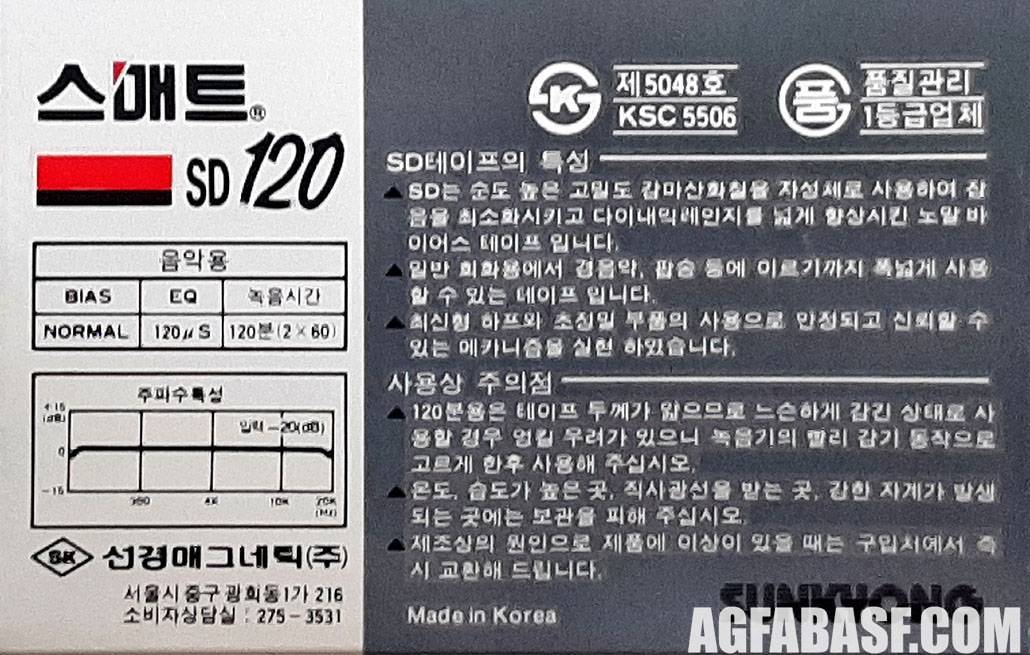 스매트®
SD 120
음악용
BIAS EQ 녹음시간
NORMAL 120μS 120분(2×60)
주파수특성
+15
(dB)
입력 -20(dB)
0
-15
4K 10K 20K
(Hz)
SK 선경매그네틱(주)
서울시 중구 광희동1가 216
소비자상담실 : 275-3531
K 제5048호
KSC 5506
품 품질관리
1등급업체
SD테이프의 특성
▲SD는 순도 높은 고밀도 감마산화철을 자성체로 사용하여 잡
음을 최소화시키고 다이내믹레인지를 넓게 향상시킨 노말 바
이어스 테이프 입니다.
▲일반 회화용에서 경음악, 팝송 등에 이르기까지 폭넓게 사용
할 수 있는 테이프 입니다.
▲최신형 하프와 초정밀 부품의 사용으로 안정되고 신뢰할 수
있는 메카니즘을 실현 하였습니다.
사용상 주의점
▲120분용은 테이프 두께가 얇으므로 느슨하게 감긴 상태로 사
용할 경우 엉킬 우려가 있으니 녹음기의 빨리 감기 동작으로
고르게 한후 사용해 주십시오.
▲온도, 습도가 높은 곳, 직사광선을 받는 곳, 강한 자계가 발생
되는 곳에는 보관을 피해 주십시오.
▲제조상의 원인으로 제품에 이상이 있을 때는 구입처에서 즉
시 교환해 드립니다.
SUNKYONG
Made in Korea
AGFABASF.COM